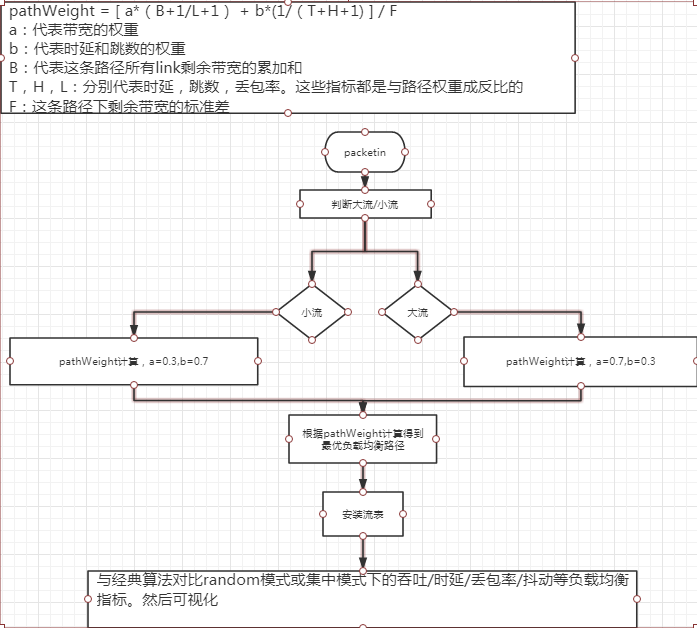 pathWeight = [ a*（B+1/L+1 ） + b*(1/（T+H+1) ] / F
a：代表带宽的权重
b：代表时延和跳数的权重
B：代表这条路径所有link剩余带宽的累加和
T，H，L：分别代表时延，跳数，丢包率。这些指标都是与路径权重成反比的
F：这条路径下剩余带宽的标准差
packetin
判断大流/小流
小流
大流
pathWeight计算，a=0.3,b=0.7
pathWeight计算，a=0.7,b=0.3
根据pathWeight计算得到
最优负载均衡路径
安装流表
与经典算法对比random模式或集中模式下的吞吐/时延/丢包率/抖动等负载均衡
指标。然后可视化